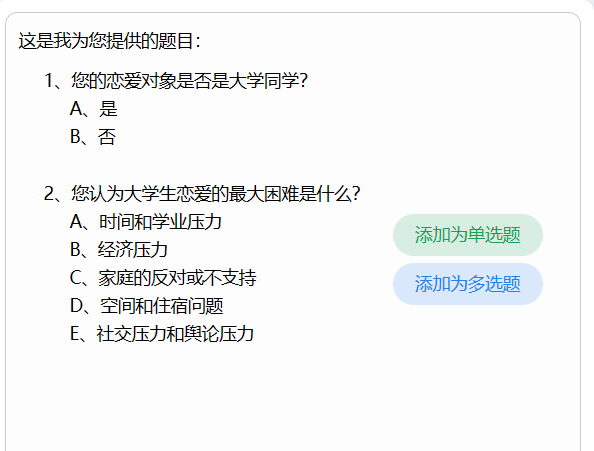 这是我为您提供的题目：
1、您的恋爱对象是否是大学同学？
A、是
B、否
2、您认为大学生恋爱的最大困难是什么？
A、时间和学业压力
添加为单选题
B、经济压力
C、家庭的反对或不支持
添加为多选题
D、空间和住宿问题
E、社交压力和舆论压力